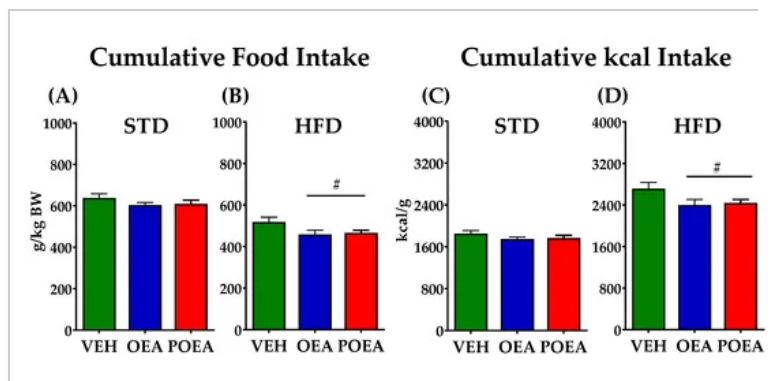 Cumulative Food Intake
Cumulative kcal Intake
(A)
(B)
(C)
(D)
STD
HFD
STD
HFD
g/kg BW
1000
800
600
400
200
0
VEH OEA POEA
1000
800
600
400
200
0
#
VEH OEA POEA
kcal/g
4000
3200
2400
1600
800
0
VEH OEA POEA
4000
3200
2400
1600
800
0
#
VEH OEA POEA